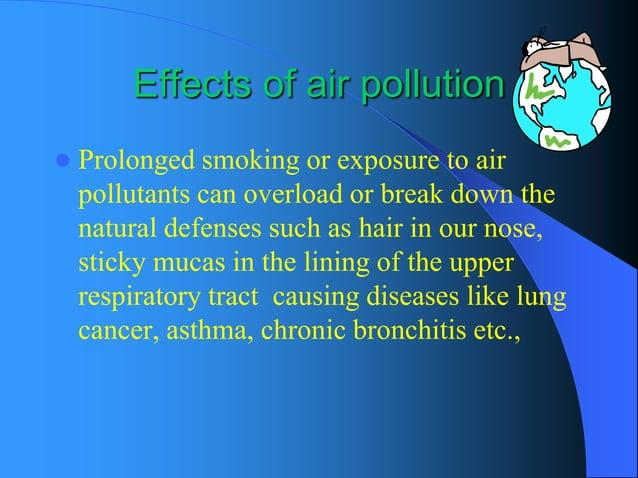 Effects of air pollution
Prolonged smoking or exposure to air
pollutants can overload or break down the
natural defenses such as hair in our nose,
sticky mucas in the lining of the upper
respiratory tract  causing diseases like lung
cancer, asthma, chronic bronchitis etc.,